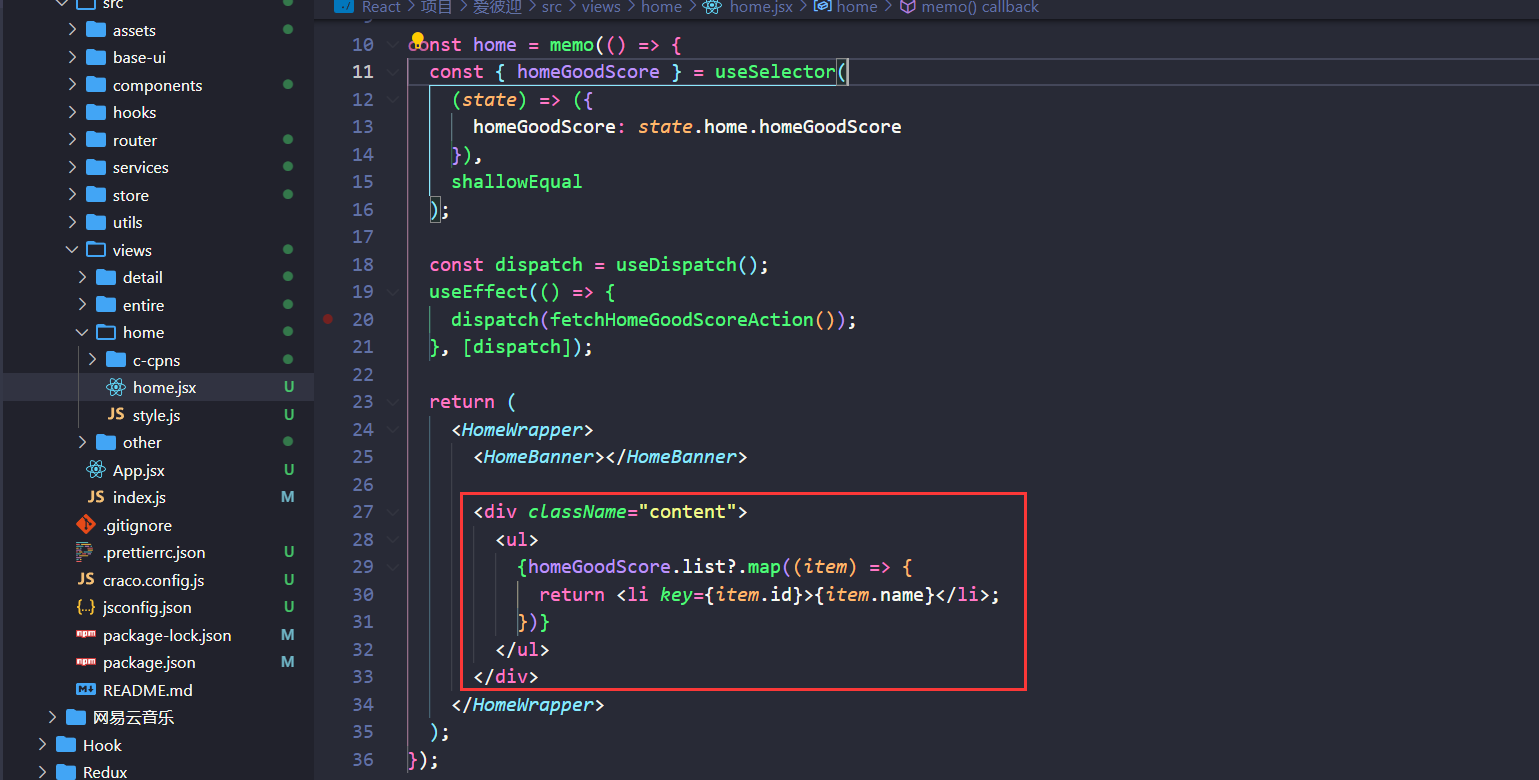 src
assets
base-ui
components
hooks
router
services
store
utils
views
detail
entire
home
c-cpns
home.jsx U
JS style.js U
other
App.jsx U
JS index.js M
.gitignore
.prettierrc.json U
JS craco.config.js U
{..} jsconfig.json U
npm package-lock.json M
npm package.json M
README.md
网易云音乐
Hook
Redux
React > 项目 > 爱彼迎 > src > views > home > home.jsx > home > memo() callback
10 const home = memo(() => {
11 const { homeGoodScore } = useSelector(
12 (state) => ({
13 homeGoodScore: state.home.homeGoodScore
14 }),
15 shallowEqual
16 );
17
18 const dispatch = useDispatch();
19 useEffect(() => {
20 dispatch(fetchHomeGoodScoreAction());
21 }, [dispatch]);
22
23 return (
24 <HomeWrapper>
25 <HomeBanner></HomeBanner>
26
27 <div className="content">
28 <ul>
29 {homeGoodScore.list?.map((item) => {
30 return <li key={item.id}>{item.name}</li>;
31 })}
32 </ul>
33 </div>
34 </HomeWrapper>
35 );
36 });